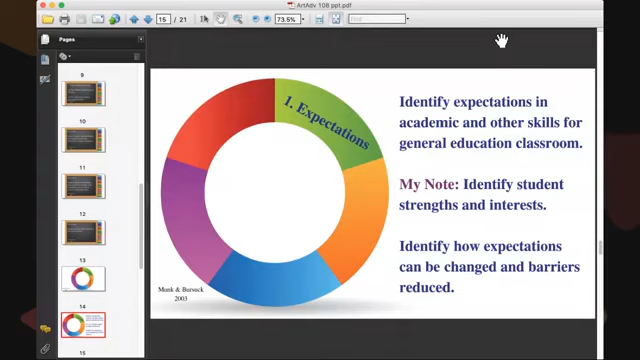 ArtAdv 108 ppt.pdf
15 / 21
73.5%
Find
Pages
9
10
11
12
13
14
15
1. Expectations
Munk & Bursuck
2003
Identify expectations in
academic and other skills for
general education classroom.
My Note: Identify student
strengths and interests.
Identify how expectations
can be changed and barriers
reduced.